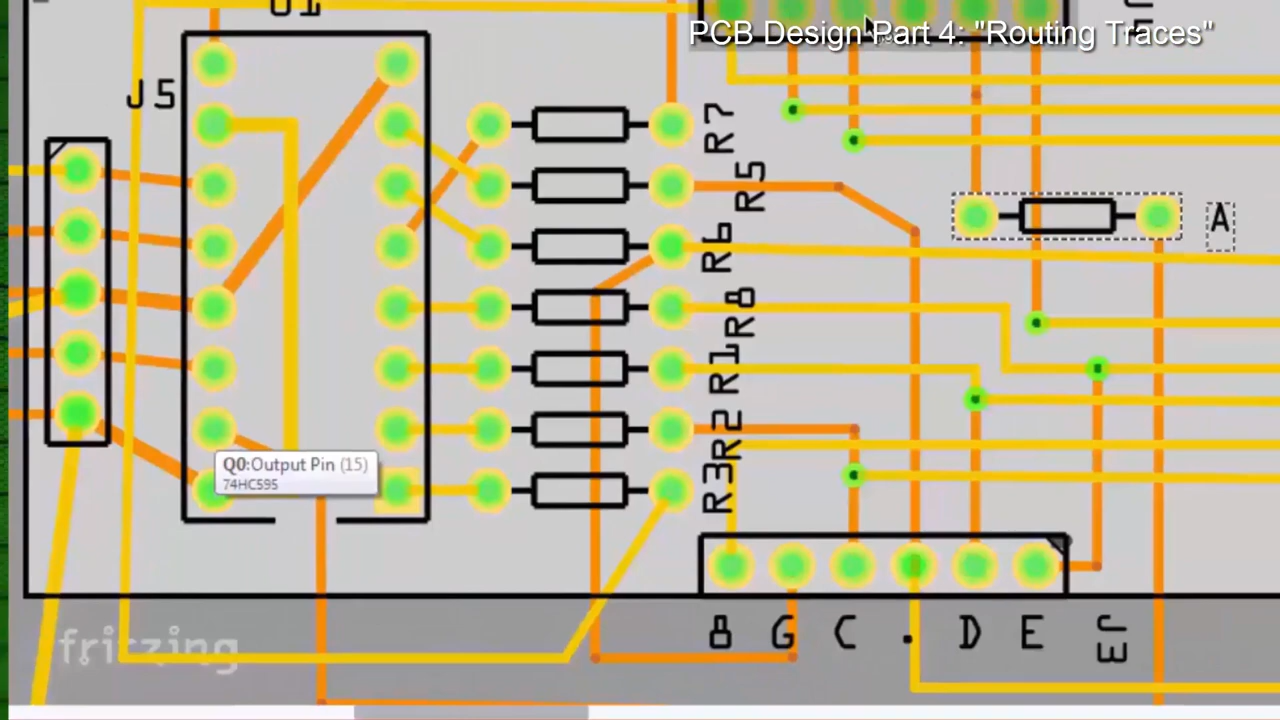 U1
PCB Design Part 4: "Routing Traces"
J5
R7
R5
R6
A
R8
R1
R2
R3
Q0:Output Pin (15)
74HC595
B G C . D E J3
fritzing